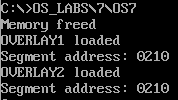 C:\>OS_LABS\7\OS7
Memory freed
OVERLAY1 loaded
Segment address: 0210
OVERLAY2 loaded
Segment address: 0210